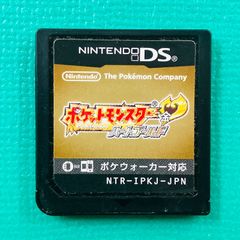 NINTENDO DS
Nintendo The Pokémon Company
ポケットモンスター
ハートゴールド
ポケウォーカー対応
NTR-IPKJ-JPN